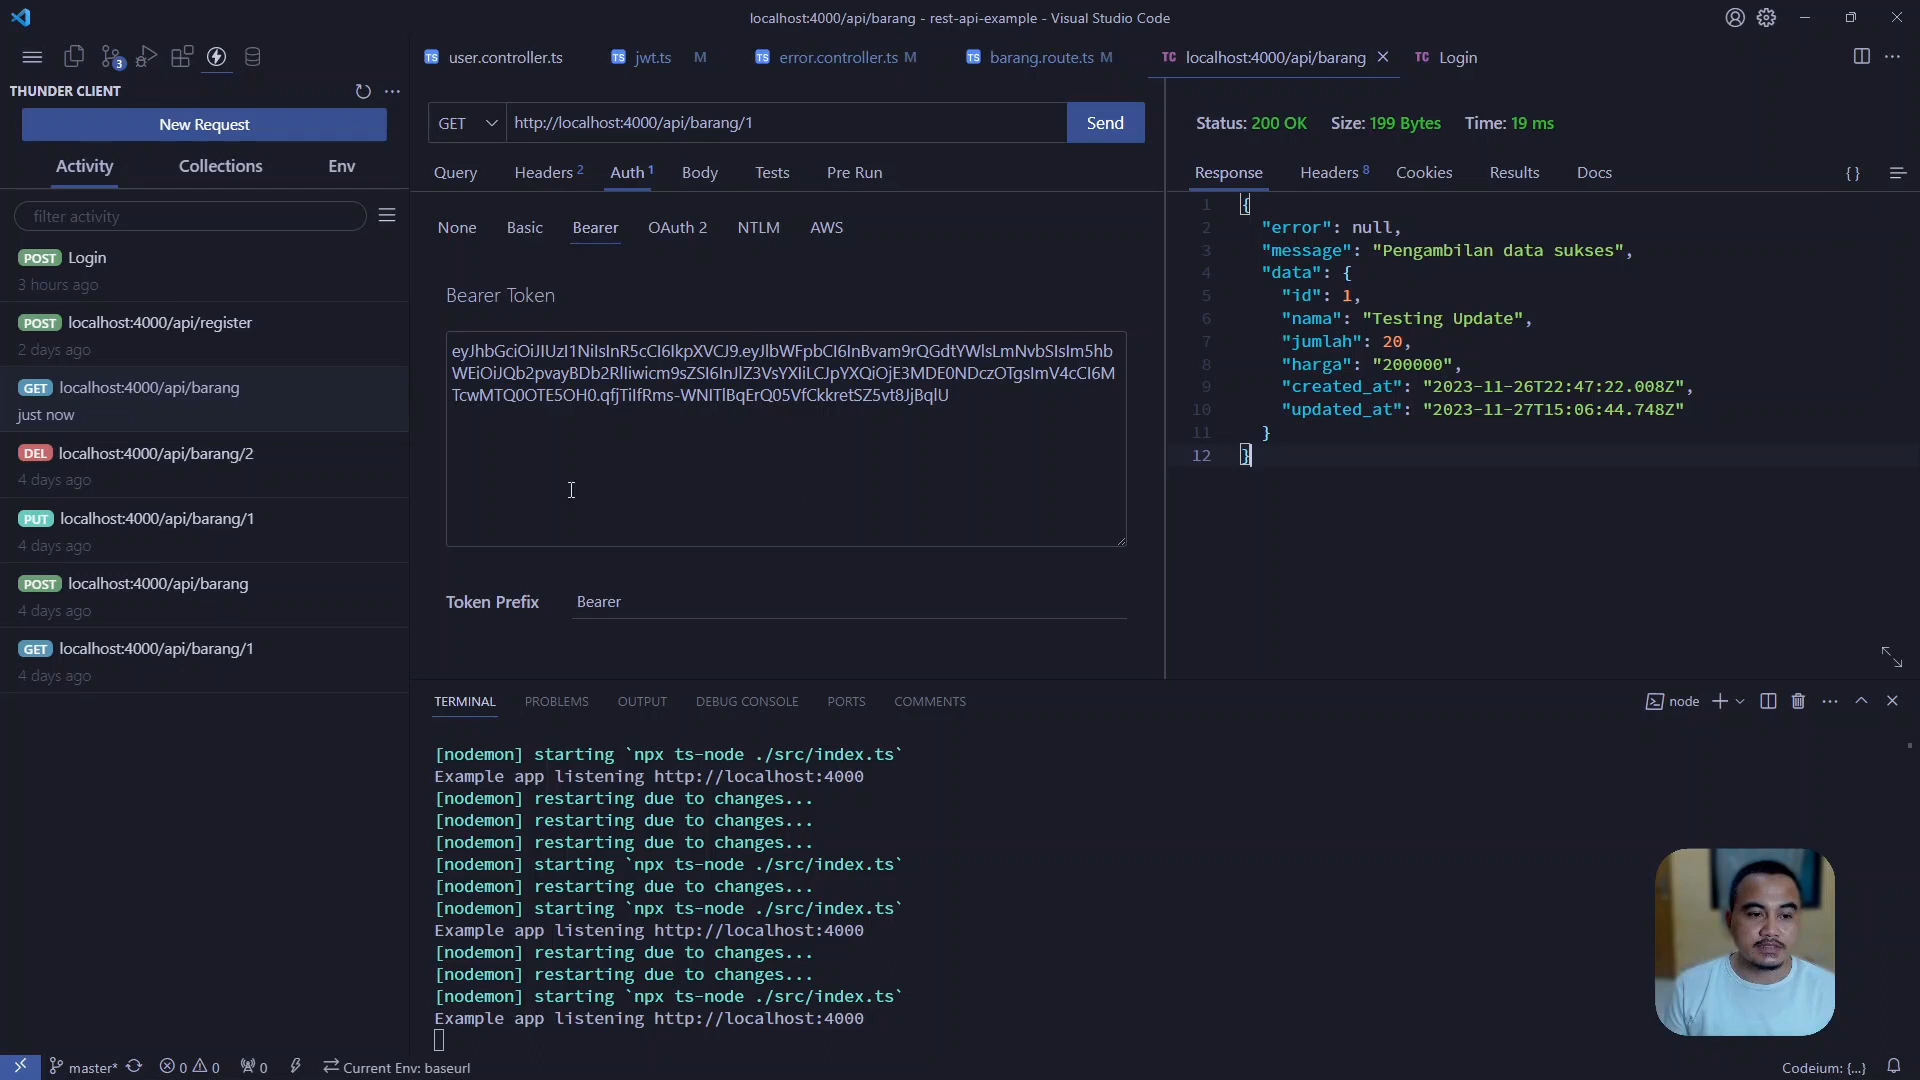 localhost:4000/api/barang - rest-api-example - Visual Studio Code
3
TS user.controller.ts
TS jwt.ts M
TS error.controller.ts M
TS barang.route.ts M
TC localhost:4000/api/barang
TC Login
THUNDER CLIENT
New Request
Activity Collections Env
filter activity
POST Login
3 hours ago
POST localhost:4000/api/register
2 days ago
GET localhost:4000/api/barang
just now
DEL localhost:4000/api/barang/2
4 days ago
PUT localhost:4000/api/barang/1
4 days ago
POST localhost:4000/api/barang
4 days ago
GET localhost:4000/api/barang/1
4 days ago
GET http://localhost:4000/api/barang/1 Send
Query Headers 2 Auth 1 Body Tests Pre Run
None Basic Bearer OAuth 2 NTLM AWS
Bearer Token
Token Prefix Bearer
Status: 200 OK Size: 199 Bytes Time: 19 ms
Response Headers 8 Cookies Results Docs {}
1 {
2 "error": null,
3 "message": "Pengambilan data sukses",
4 "data": {
5 "id": 1,
6 "nama": "Testing Update",
7 "jumlah": 20,
8 "harga": "200000",
9 "created_at": "2023-11-26T22:47:22.008Z",
10 "updated_at": "2023-11-27T15:06:44.748Z"
11 }
12 }
TERMINAL PROBLEMS OUTPUT DEBUG CONSOLE PORTS COMMENTS
node
[nodemon] starting `npx ts-node ./src/index.ts`
Example app listening http://localhost:4000
[nodemon] restarting due to changes...
[nodemon] restarting due to changes...
[nodemon] restarting due to changes...
[nodemon] starting `npx ts-node ./src/index.ts`
[nodemon] restarting due to changes...
[nodemon] starting `npx ts-node ./src/index.ts`
Example app listening http://localhost:4000
[nodemon] restarting due to changes...
[nodemon] restarting due to changes...
[nodemon] starting `npx ts-node ./src/index.ts`
Example app listening http://localhost:4000
master* 0 0 0 Current Env: baseurl
Codeium: {...}